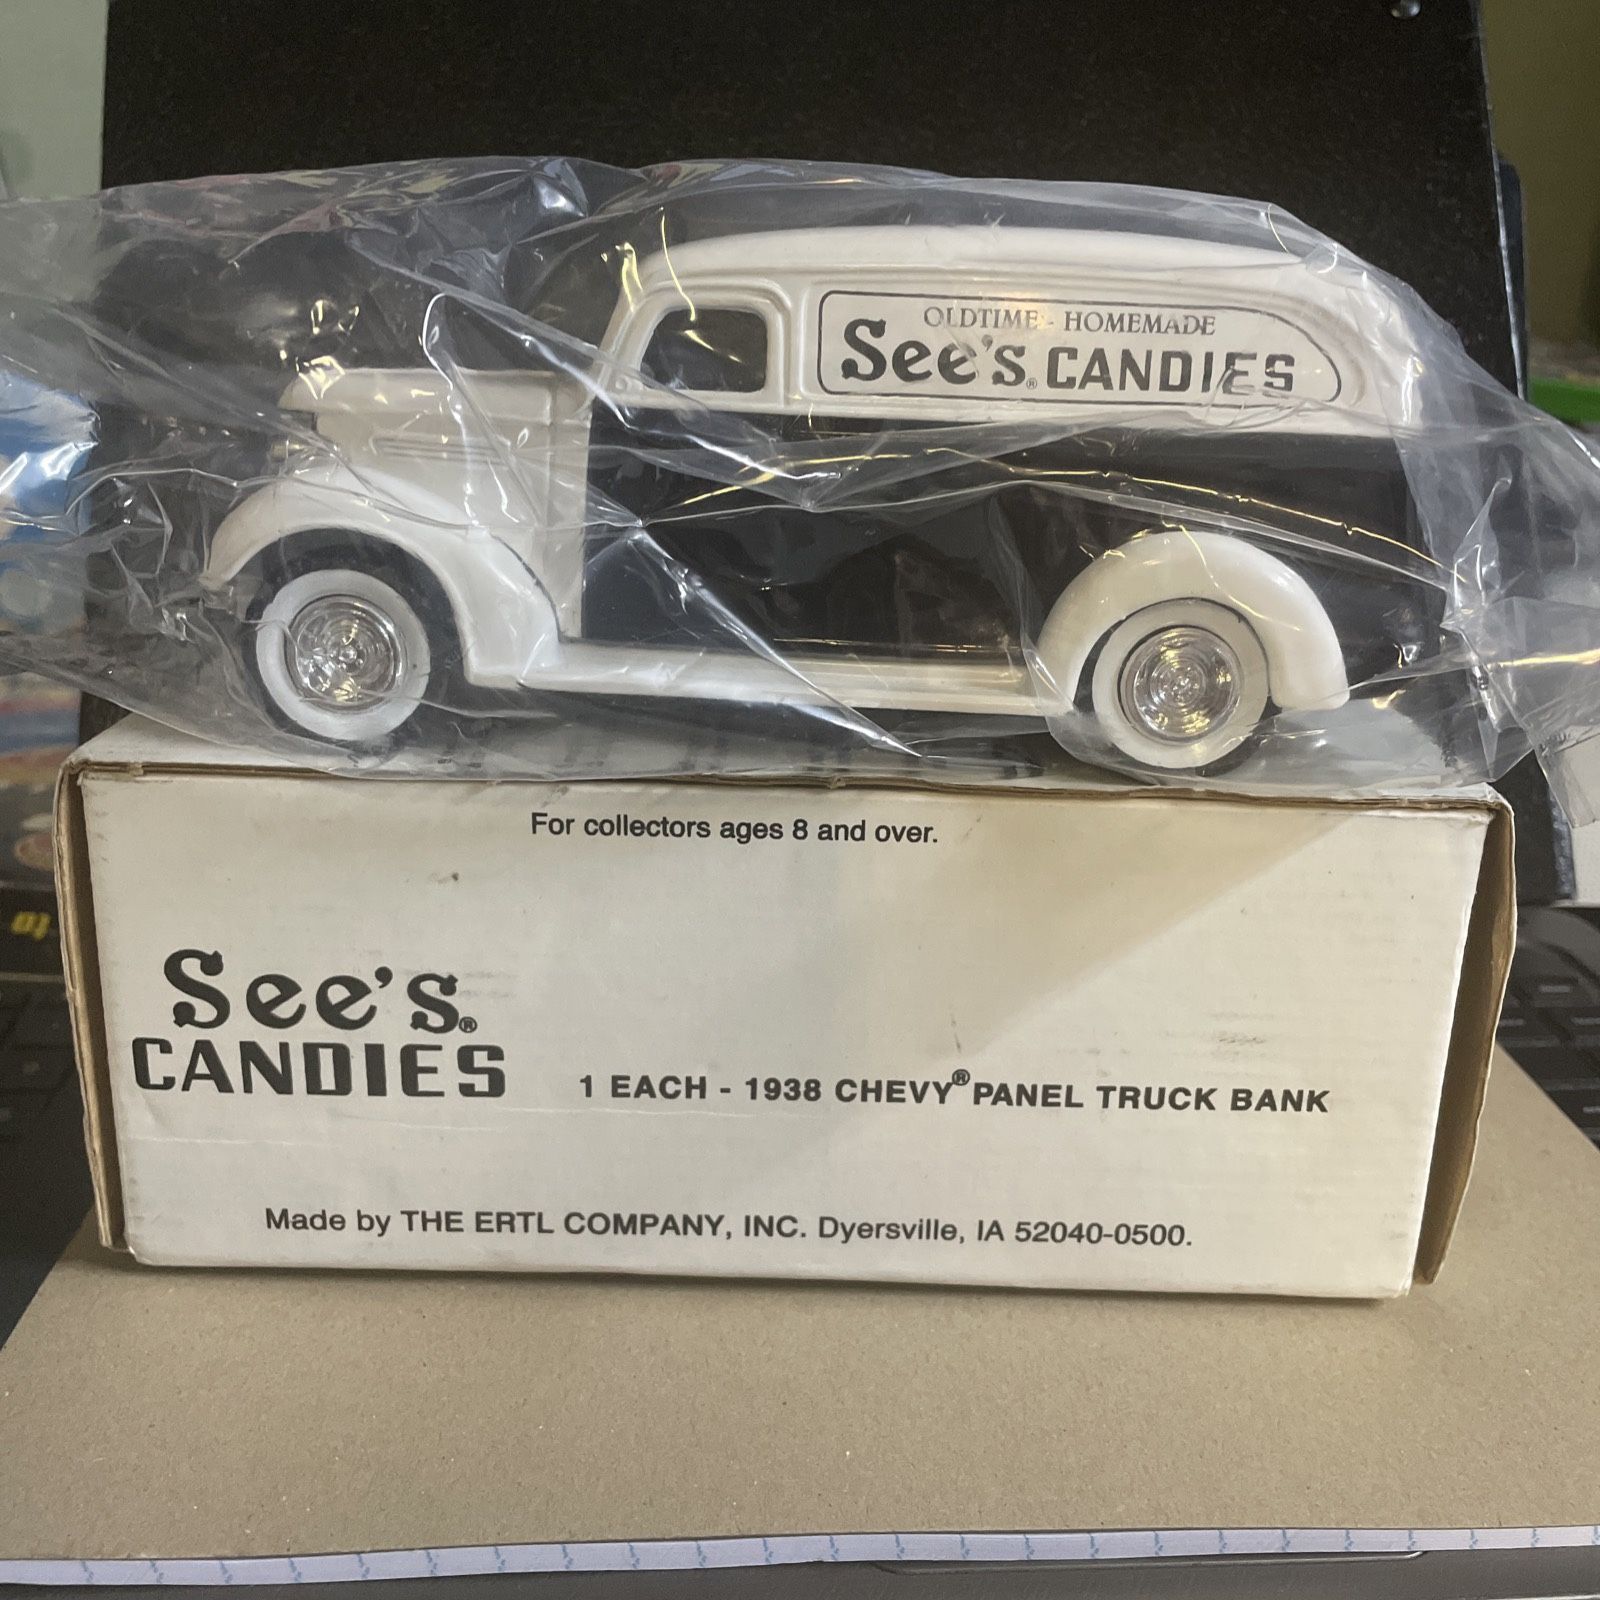 OLDTIME - HOMEMADE
See's® CANDIES
For collectors ages 8 and over.
See's®
CANDIES
1 EACH - 1938 CHEVY® PANEL TRUCK BANK
Made by THE ERTL COMPANY, INC. Dyersville, IA 52040-0500.